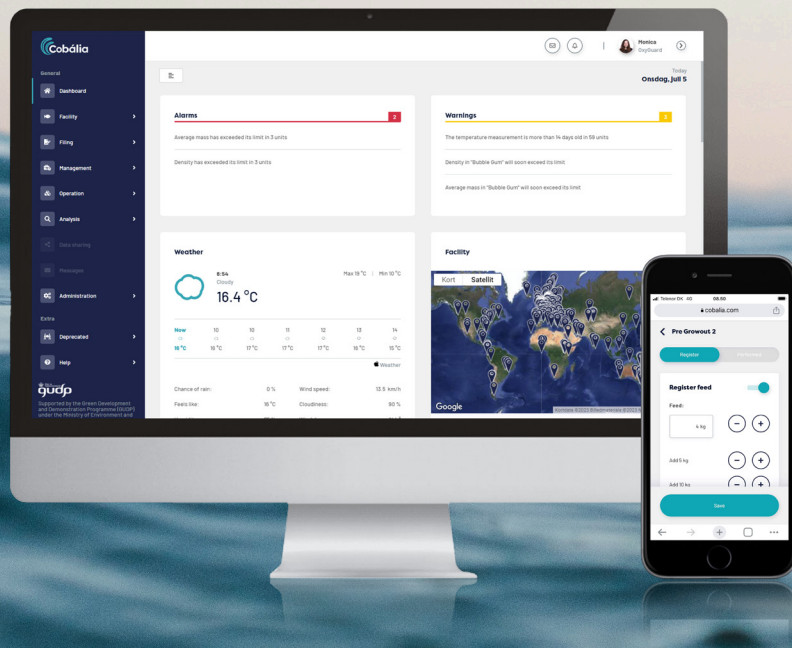 Cobália
Monica
OxyGuard
General
Today
Onsdag, juli 5
Dashboard
Facility
Filing
Management
Operation
Analysis
Data sharing
Messages
Administration
Extra
Deprecated
Help
gudp
Supported by the Green Development
and Demonstration Programme (GUDP)
under the Ministry of Environment and
Alarms
2
Average mass has exceeded its limit in 3 units
Density has exceeded its limit in 3 units
Warnings
The temperature measurement is more than 14 days old in 59 units
Density in "Bubble Gum" will soon exceed its limit
Average mass in "Bubble Gum" will soon exceed its limit
Weather
8:54
Cloudy
16.4 °C
Max 19 °C | Min 10 °C
Now 10 10 11 12 13 14
16 °C 16 °C 17 °C 17 °C 17 °C 16 °C 15 °C
Weather
Chance of rain: 0 % Wind speed: 13.5 km/h
Feels like: 16 °C Cloudiness: 90 %
Facility
Kort Satellit
Google
Telenor DK 4G 08.50
cobalia.com
Pre Growout 2
Register
Register feed
Feed:
4 kg
Add 5 kg
Add 10 kg
Save